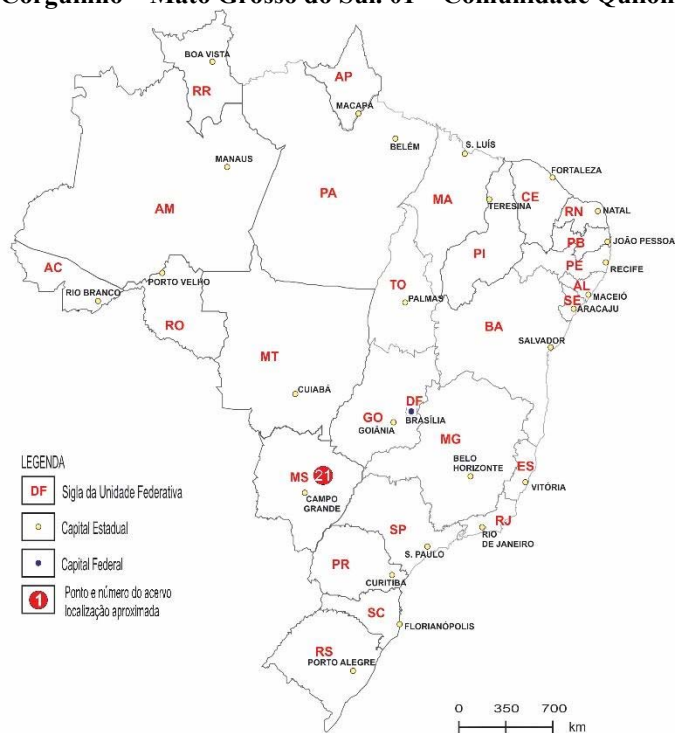 Corguinho – Mato Grosso do Sul. 01 – Comunidade Quilom
BOA VISTA
RR
AP
MACAPÁ
BELÉM
S. LUÍS
FORTALEZA
MANAUS
AM
PA
MA
TERESINA
CE
RN
NATAL
PB
JOÃO PESSOA
PI
PE
RECIFE
AC
RIO BRANCO
PORTO VELHO
TO
PALMAS
AL
MACEIÓ
SE
ARACAJU
RO
BA
MT
SALVADOR
CUIABÁ
GO
GOIÂNIA
DF
BRASÍLIA
MG
BELO
HORIZONTE
ES
VITÓRIA
MS
21
CAMPO
GRANDE
SP
RJ
RIO
DE JANEIRO
S. PAULO
PR
CURITIBA
SC
FLORIANÓPOLIS
RS
PORTO ALEGRE
LEGENDA
DF Sigla da Unidade Federativa
Capital Estadual
Capital Federal
1 Ponto e número do acervo
localização aproximada
0 350 700
km